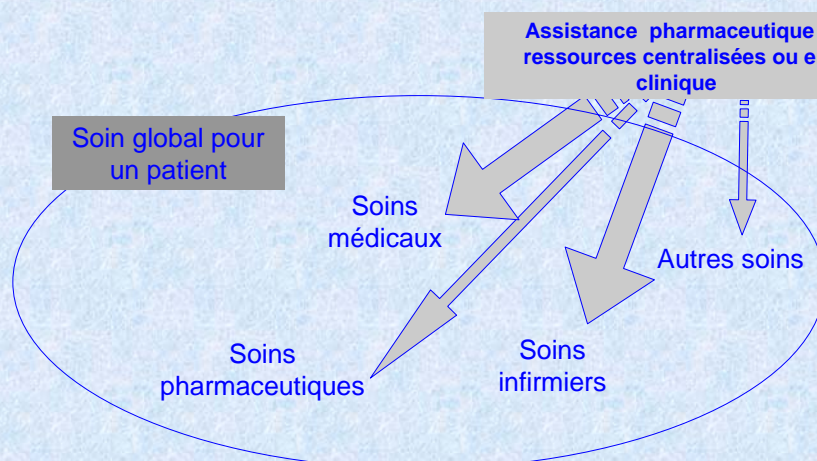 Assistance pharmaceutique
ressources centralisées ou e
clinique
Soin global pour
un patient
Soins
médicaux
Autres soins
Soins
pharmaceutiques
Soins
infirmiers